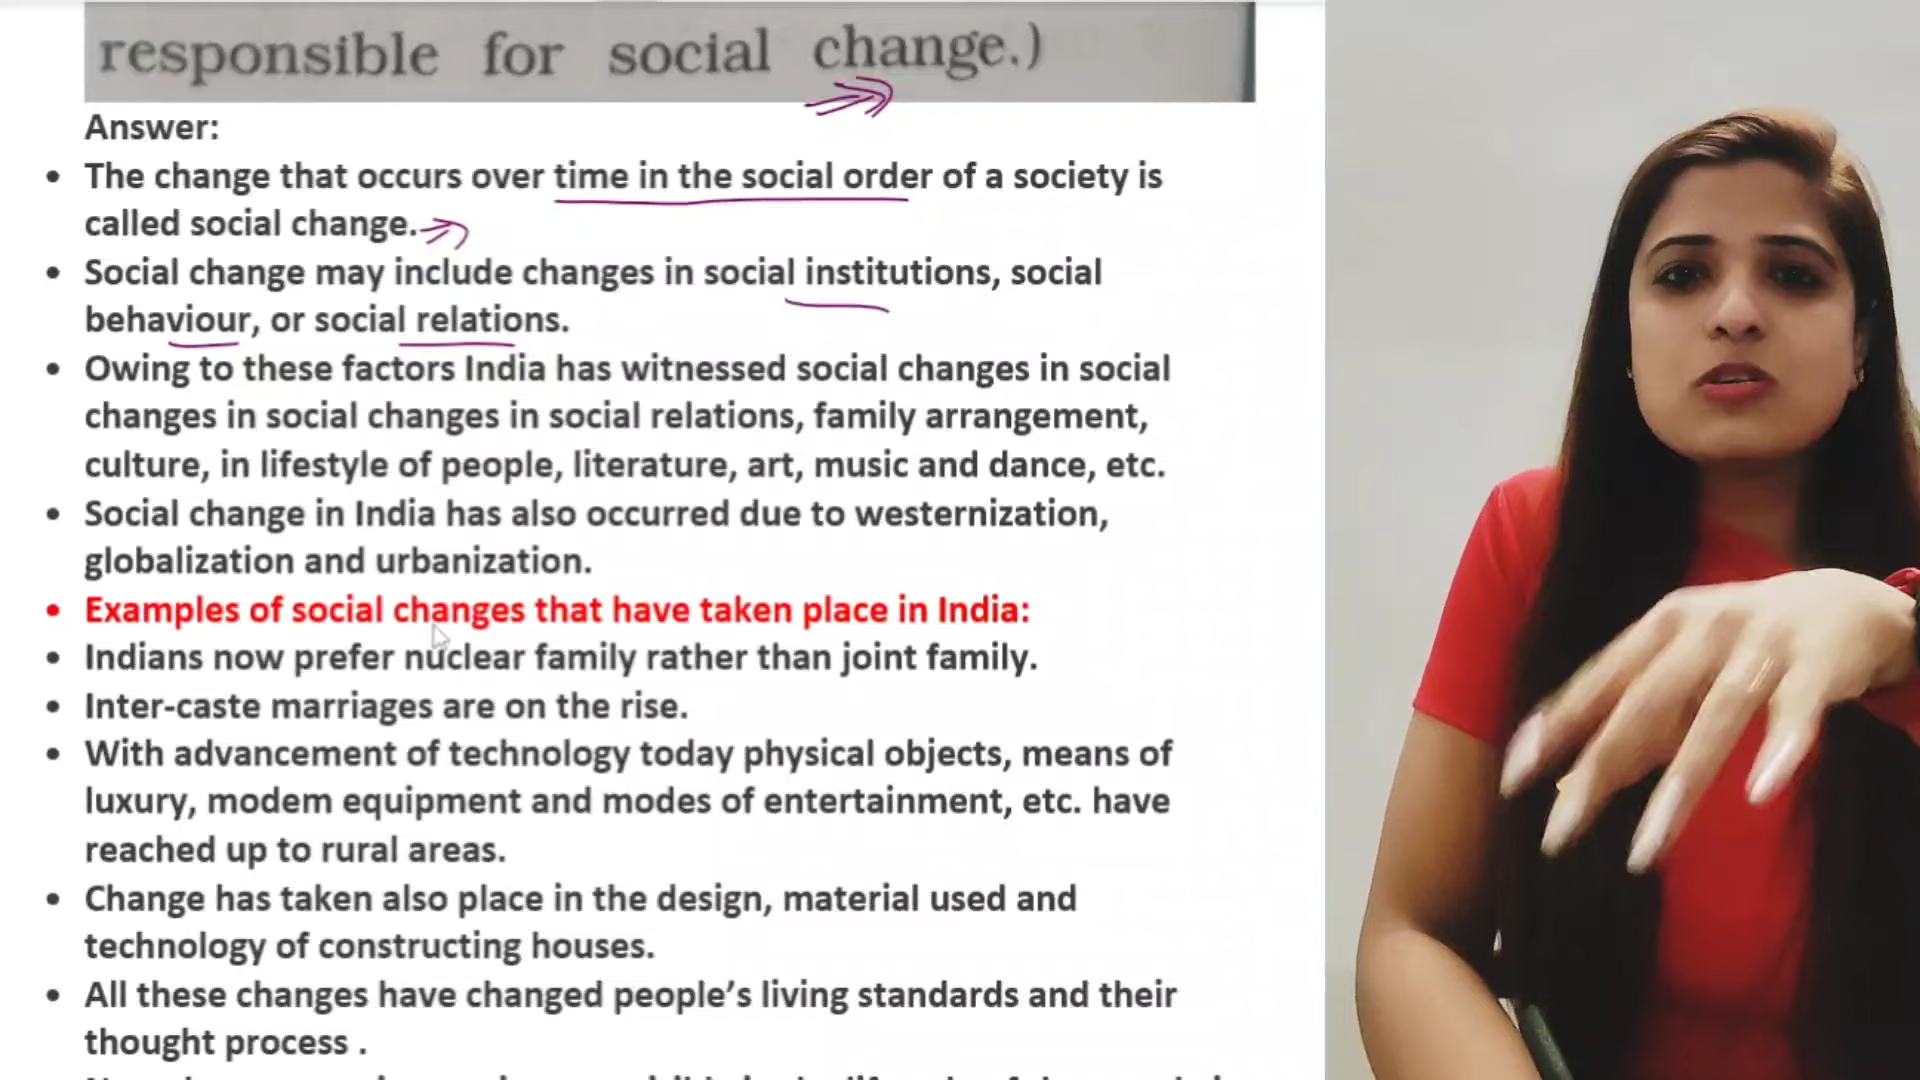 responsible for social change.)
Answer:
• The change that occurs over time in the social order of a society is
called social change.
• Social change may include changes in social institutions, social
behaviour, or social relations.
• Owing to these factors India has witnessed social changes in social
changes in social changes in social relations, family arrangement,
culture, in lifestyle of people, literature, art, music and dance, etc.
• Social change in India has also occurred due to westernization,
globalization and urbanization.
• Examples of social changes that have taken place in India:
• Indians now prefer nuclear family rather than joint family.
• Inter-caste marriages are on the rise.
• With advancement of technology today physical objects, means of
luxury, modem equipment and modes of entertainment, etc. have
reached up to rural areas.
• Change has taken also place in the design, material used and
technology of constructing houses.
• All these changes have changed people’s living standards and their
thought process .